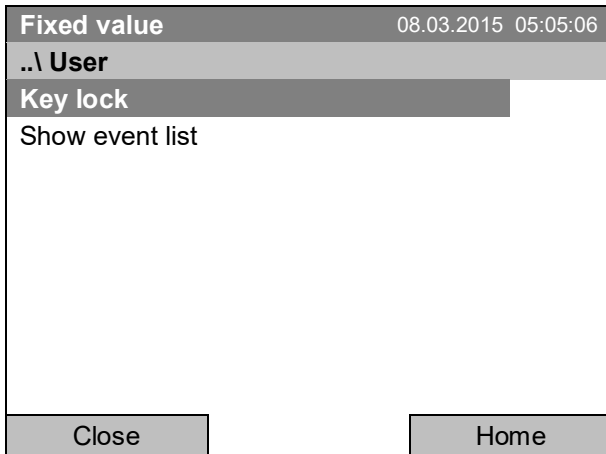 Fixed value 08.03.2015 05:05:06
..\ User
Key lock
Show event list
Close Home